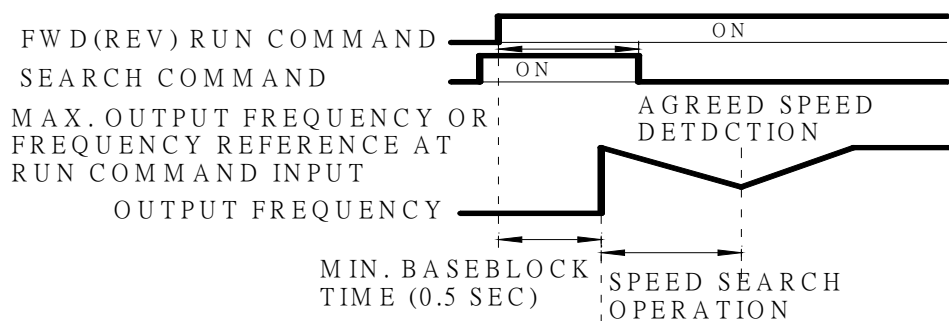 FWD(REV) RUN COMMAND
ON
SEARCH COMMAND
ON
MAX. OUTPUT FREQUENCY OR
FREQUENCY REFERENCE AT
RUN COMMAND INPUT
AGREED SPEED
DETDCTION
OUTPUT FREQUENCY
MIN. BASEBLOCK
TIME (0.5 SEC)
SPEED SEARCH
OPERATION